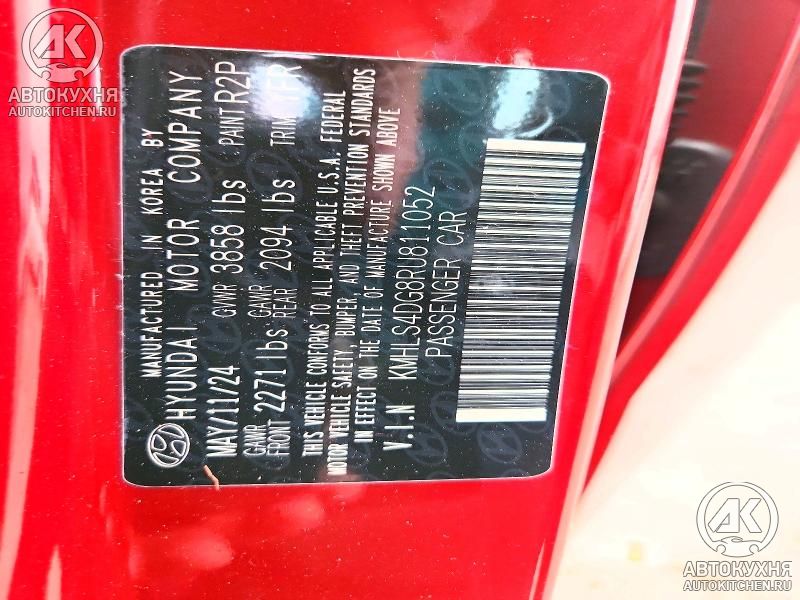 АВТОКУХНЯ
AUTOKITCHEN.RU
MANUFACTURED IN KOREA BY
HYUNDAI MOTOR COMPANY
MAY/11/24 GVWR 3858 lbs PAINT R2P
GAWR FRONT 2271 lbs GAWR REAR 2094 lbs TRIM
THIS VEHICLE CONFORMS TO ALL APPLICABLE U.S.A. FEDERAL
MOTOR VEHICLE SAFETY, BUMPER, AND THEFT PREVENTION STANDARDS
IN EFFECT ON THE DATE OF MANUFACTURE SHOWN ABOVE
V.I.N KMHLS4DG8RU811052
PASSENGER CAR
АВТОКУХНЯ
AUTOKITCHEN.RU